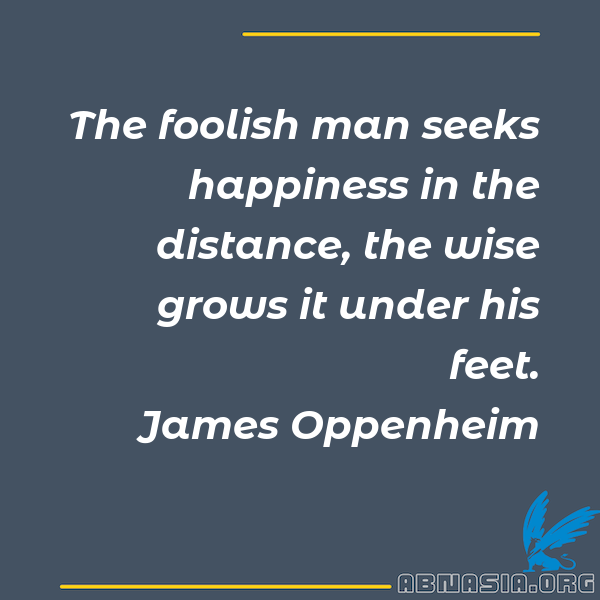 The foolish man seeks
happiness in the
distance, the wise
grows it under his
feet.
James Oppenheim
ABNASIA.ORG